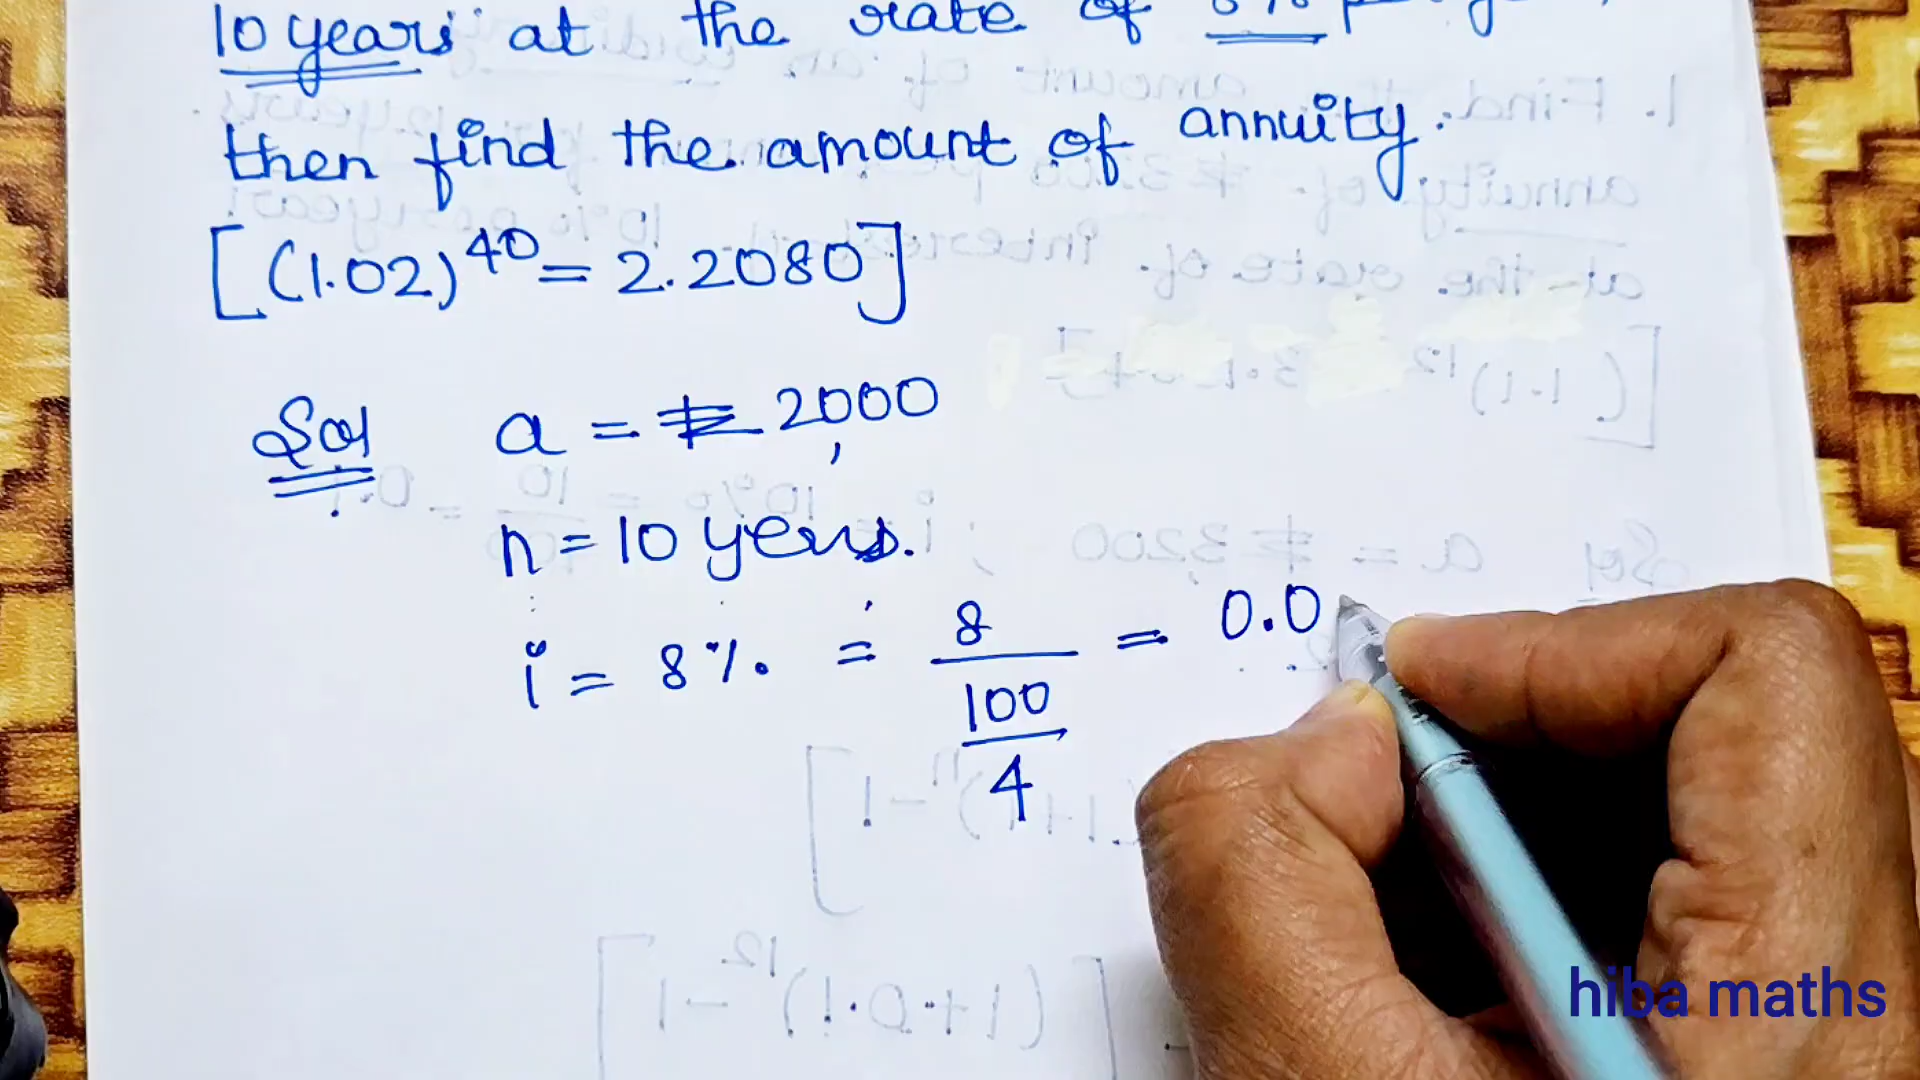 10 years at the rate of 8%
then find the amount of annuity.
[(1.02)^40 = 2.2080]
Sol a = ₹ 2000
n = 10 years.
i = 8% = 8/100/4 = 0.0
hiba maths